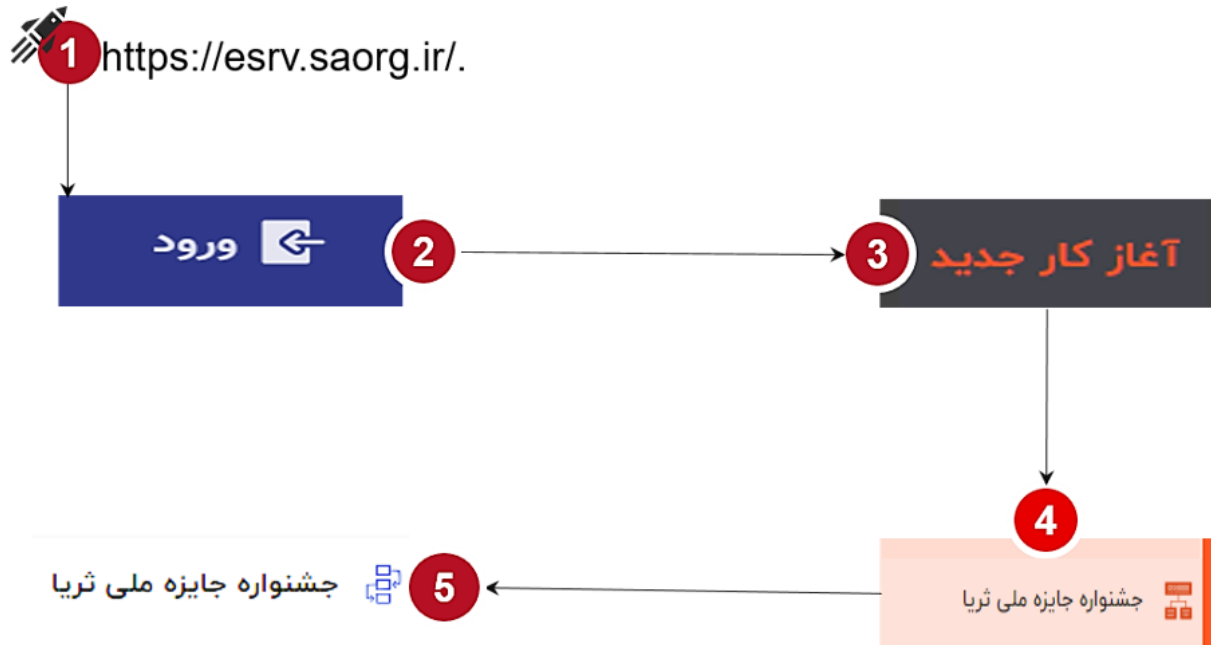 1 https://esrv.saorg.ir/.
ورود 2
3 آغاز کار جدید
4
جشنواره جایزه ملی ثریا
5 جشنواره جایزه ملی ثریا